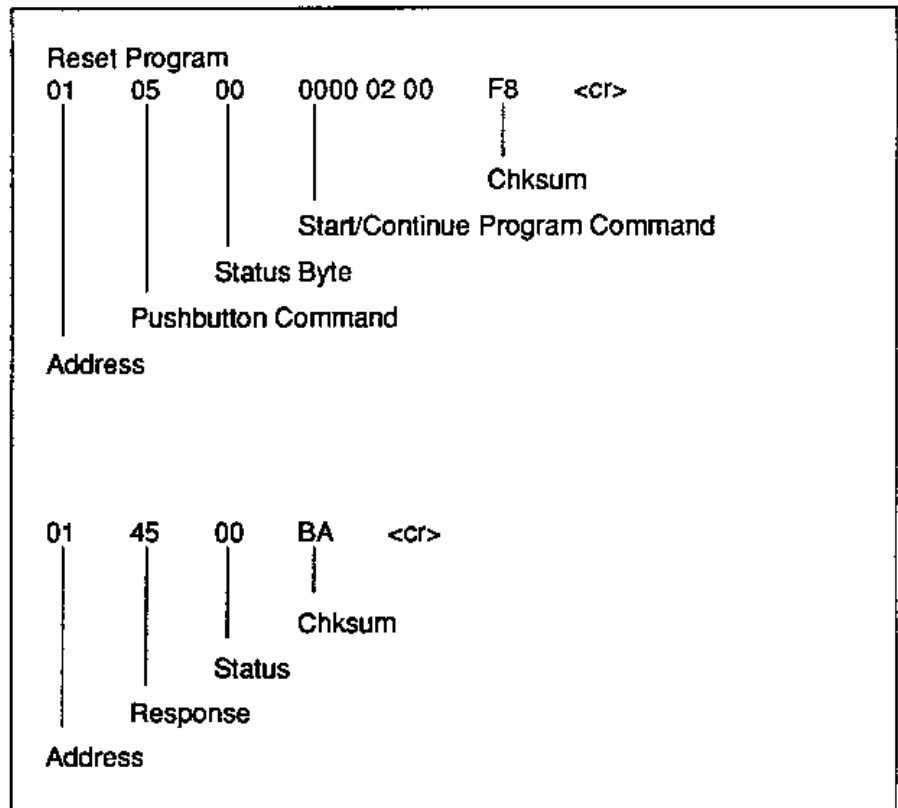 Reset Program
01 05 00 0000 02 00 F8 <cr>
Chksum
Start/Continue Program Command
Status Byte
Pushbutton Command
Address
01 45 00 BA <cr>
Chksum
Status
Response
Address